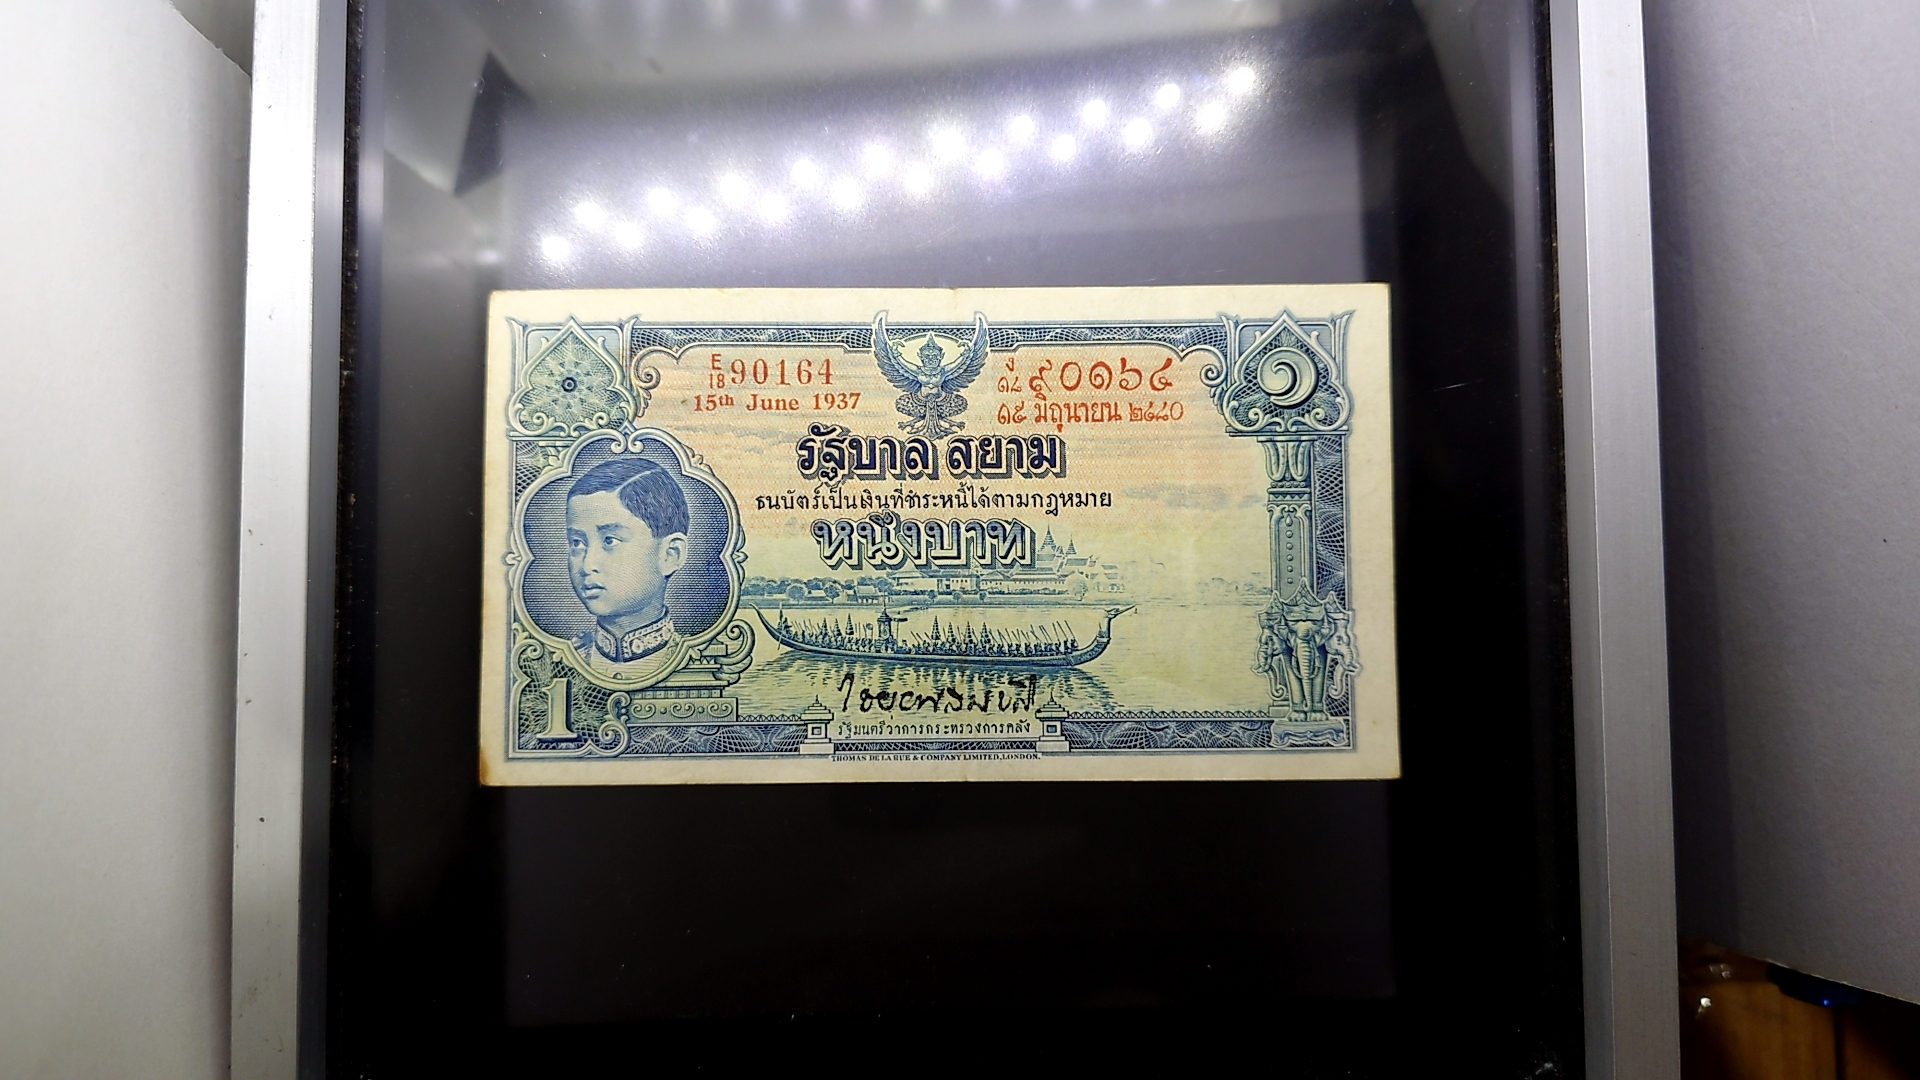 E/18 90164
15th June 1937
ง/๑๘ ๙๐๑๖๔
๑๕ มิถุนายน ๒๔๘๐
๑
รัฐบาล สยาม
ธนบัตร์เป็นเงินที่ชำระหนี้ได้ตามกฎหมาย
หนึ่งบาท
1
รัฐมนตรีว่าการกระทรวงการคลัง
THOMAS DE LA RUE & COMPANY LIMITED, LONDON.